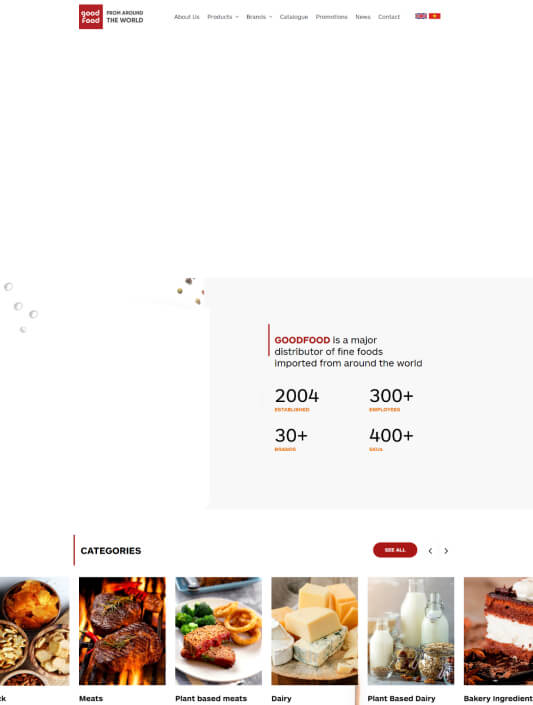 good food
FROM AROUND
THE WORLD
About Us Products Brands Catalogue Promotions News Contact
GOODFOOD is a major
distributor of fine foods
imported from around the world
2004 300+
ESTABLISHED EMPLOYEES
30+ 400+
BRANDS SKUs
CATEGORIES
SEE ALL
ck Meats Plant based meats Dairy Plant Based Dairy Bakery Ingredient